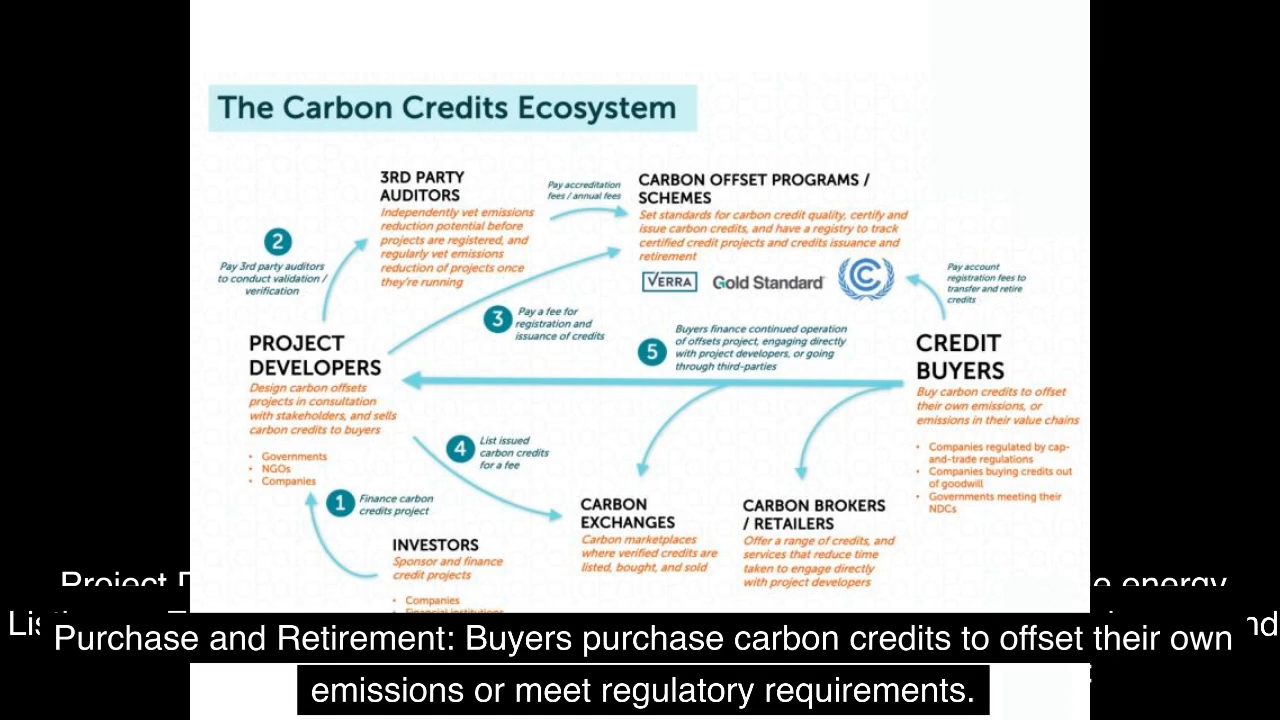 The Carbon Credits Ecosystem
3RD PARTY
AUDITORS
Independently vet emissions
reduction potential before
projects are registered, and
regularly vet emissions
reduction of projects once
they're running
Pay accreditation
fees / annual fees
CARBON OFFSET PROGRAMS /
SCHEMES
Set standards for carbon credit quality, certify and
issue carbon credits, and have a registry to track
certified credit projects and credits issuance and
retirement
VERRA
Gold Standard
2
Pay 3rd party auditors
to conduct validation /
verification
Pay account
registration fees to
transfer and retire
credits
3
Pay a fee for
registration and
issuance of credits
5
Buyers finance continued operation
of offsets project, engaging directly
with project developers, or going
through third-parties
PROJECT
DEVELOPERS
Design carbon offsets
projects in consultation
with stakeholders, and sells
carbon credits to buyers
• Governments
• NGOs
• Companies
CREDIT
BUYERS
Buy carbon credits to offset
their own emissions, or
emissions in their value chains
• Companies regulated by cap-
and-trade regulations
• Companies buying credits out
of goodwill
• Governments meeting their
NDCs
4
List issued
carbon credits
for a fee
1
Finance carbon
credits project
INVESTORS
Sponsor and finance
credit projects
• Companies
CARBON
EXCHANGES
Carbon marketplaces
where verified credits are
listed, bought, and sold
CARBON BROKERS
/ RETAILERS
Offer a range of credits, and
services that reduce time
taken to engage directly
with project developers
Project
energy
Purchase and Retirement: Buyers purchase carbon credits to offset their own
emissions or meet regulatory requirements.